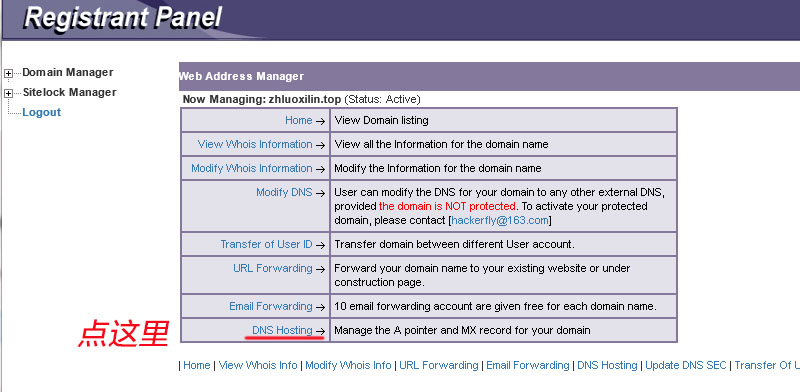 Registrant Panel
Domain Manager
Sitelock Manager
Logout
Web Address Manager
Now Managing: zhluoxilin.top (Status: Active)
Home → View Domain listing
View Whois Information → View all the Information for the domain name
Modify Whois Information → Modify the Information for the domain name
Modify DNS → User can modify the DNS for your domain to any other external DNS,
provided the domain is NOT protected. To activate your protected
domain, please contact [hackerfly@163.com]
Transfer of User ID → Transfer domain between different User account.
URL Forwarding → Forward your domain name to your existing website or under
construction page.
Email Forwarding → 10 email forwarding account are given free for each domain name.
点这里
DNS Hosting → Manage the A pointer and MX record for your domain
| Home | View Whois Info | Modify Whois Info | URL Forwarding | Email Forwarding | DNS Hosting | Update DNS SEC | Transfer Of U